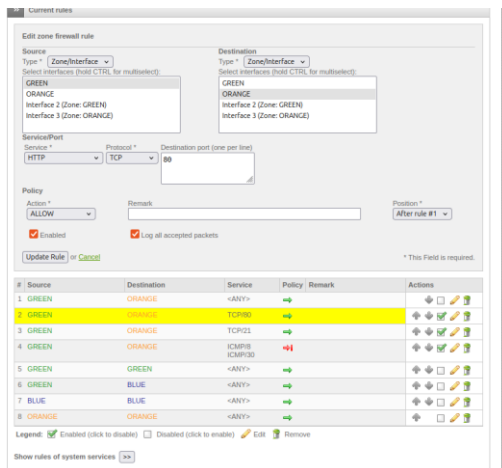 Current rules
Edit zone firewall rule
Source Destination
Type * Zone/Interface Type * Zone/Interface
Select interfaces (hold CTRL for multiselect): Select interfaces (hold CTRL for multiselect):
GREEN GREEN
ORANGE ORANGE
Interface 2 (Zone: GREEN) Interface 2 (Zone: GREEN)
Interface 3 (Zone: ORANGE) Interface 3 (Zone: ORANGE)
Service/Port
Service * Protocol * Destination port (one per line)
HTTP TCP 80
Policy
Action * Remark Position *
ALLOW After rule #1
Enabled Log all accepted packets
Update Rule or Cancel * This Field is required.
# Source Destination Service Policy Remark Actions
1 GREEN ORANGE <ANY>
2 GREEN ORANGE TCP/80
3 GREEN ORANGE TCP/21
4 GREEN ORANGE ICMP/8
ICMP/30
5 GREEN GREEN <ANY>
6 GREEN BLUE <ANY>
7 BLUE BLUE <ANY>
8 ORANGE ORANGE <ANY>
Legend: Enabled (click to disable) Disabled (click to enable) Edit Remove
Show rules of system services >>